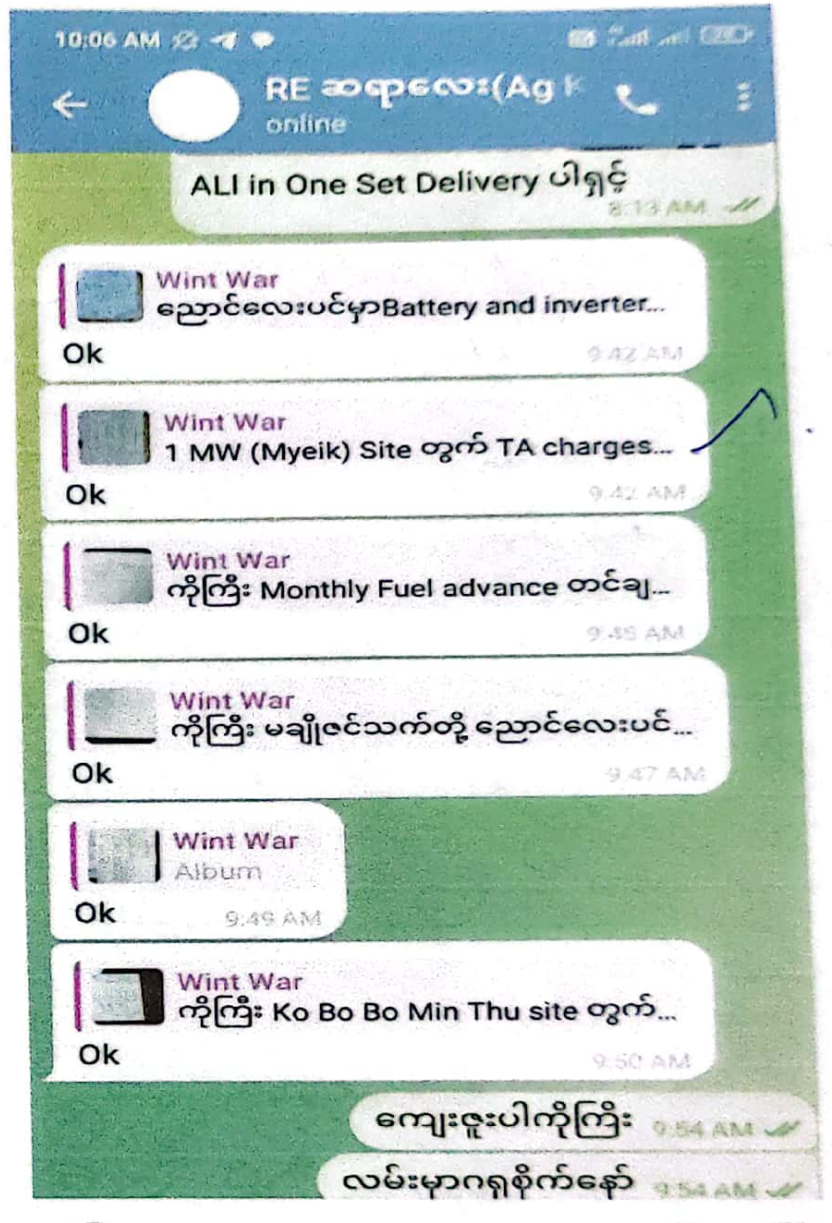 10:06 AM
RE ဆရာလေး(Ag K
online
ALl in One Set Delivery ပါရှင့်
8:13 AM
Wint War
ညောင်လေးပင်မှာBattery and inverter...
Ok 9:42 AM
Wint War
1 MW (Myeik) Site တွက် TA charges...
Ok 9:42 AM
Wint War
ကိုကြီး Monthly Fuel advance တင်ချ...
Ok 9:45 AM
Wint War
ကိုကြီး မချိုဇင်သက်တို့ ညောင်လေးပင်...
Ok 9:47 AM
Wint War
Album
Ok 9:49 AM
Wint War
ကိုကြီး Ko Bo Bo Min Thu site တွက်...
Ok 9:50 AM
ကျေးဇူးပါကိုကြီး 9:54 AM
လမ်းမှာဂရုစိုက်နော် 9:54 AM